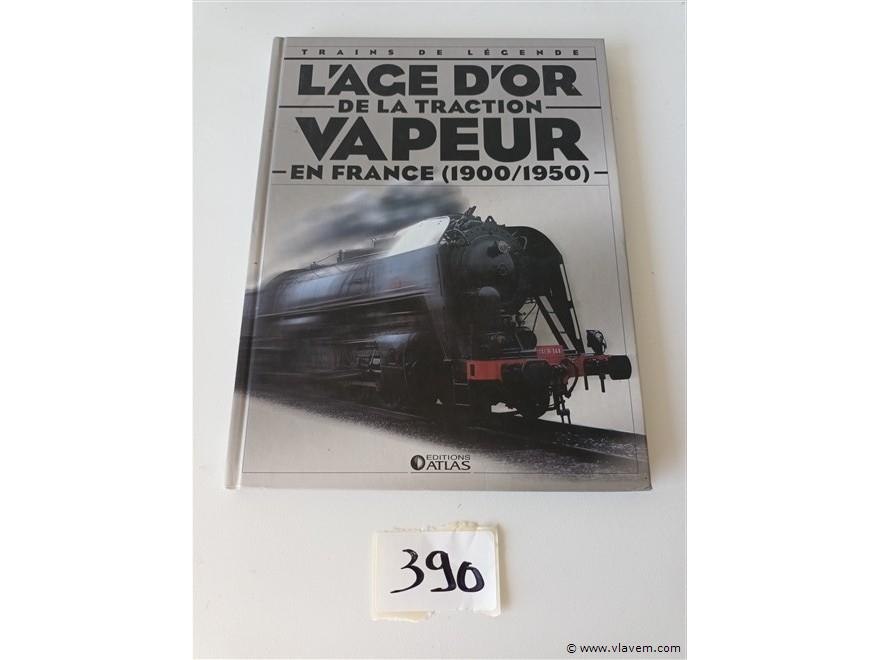 TRAINS DE LÉGENDE
L'AGE D'OR
DE LA TRACTION
VAPEUR
EN FRANCE (1900/1950)
EDITIONS
ATLAS
390
© www.vlavem.com